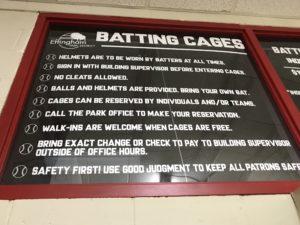 Effingham
PARK DISTRICT
BATTING CAGES
HELMETS ARE TO BE WORN BY BATTERS AT ALL TIMES.
SIGN IN WITH BUILDING SUPERVISOR BEFORE ENTERING CAGES.
NO CLEATS ALLOWED.
BALLS AND HELMETS ARE PROVIDED. BRING YOUR OWN BAT.
CAGES CAN BE RESERVED BY INDIVIDUALS AND/OR TEAMS.
CALL THE PARK OFFICE TO MAKE YOUR RESERVATION.
WALK-INS ARE WELCOME WHEN CAGES ARE FREE.
BRING EXACT CHANGE OR CHECK TO PAY TO BUILDING SUPERVISOR
OUTSIDE OF OFFICE HOURS.
SAFETY FIRST! USE GOOD JUDGMENT TO KEEP ALL PATRONS SAFE
BATT